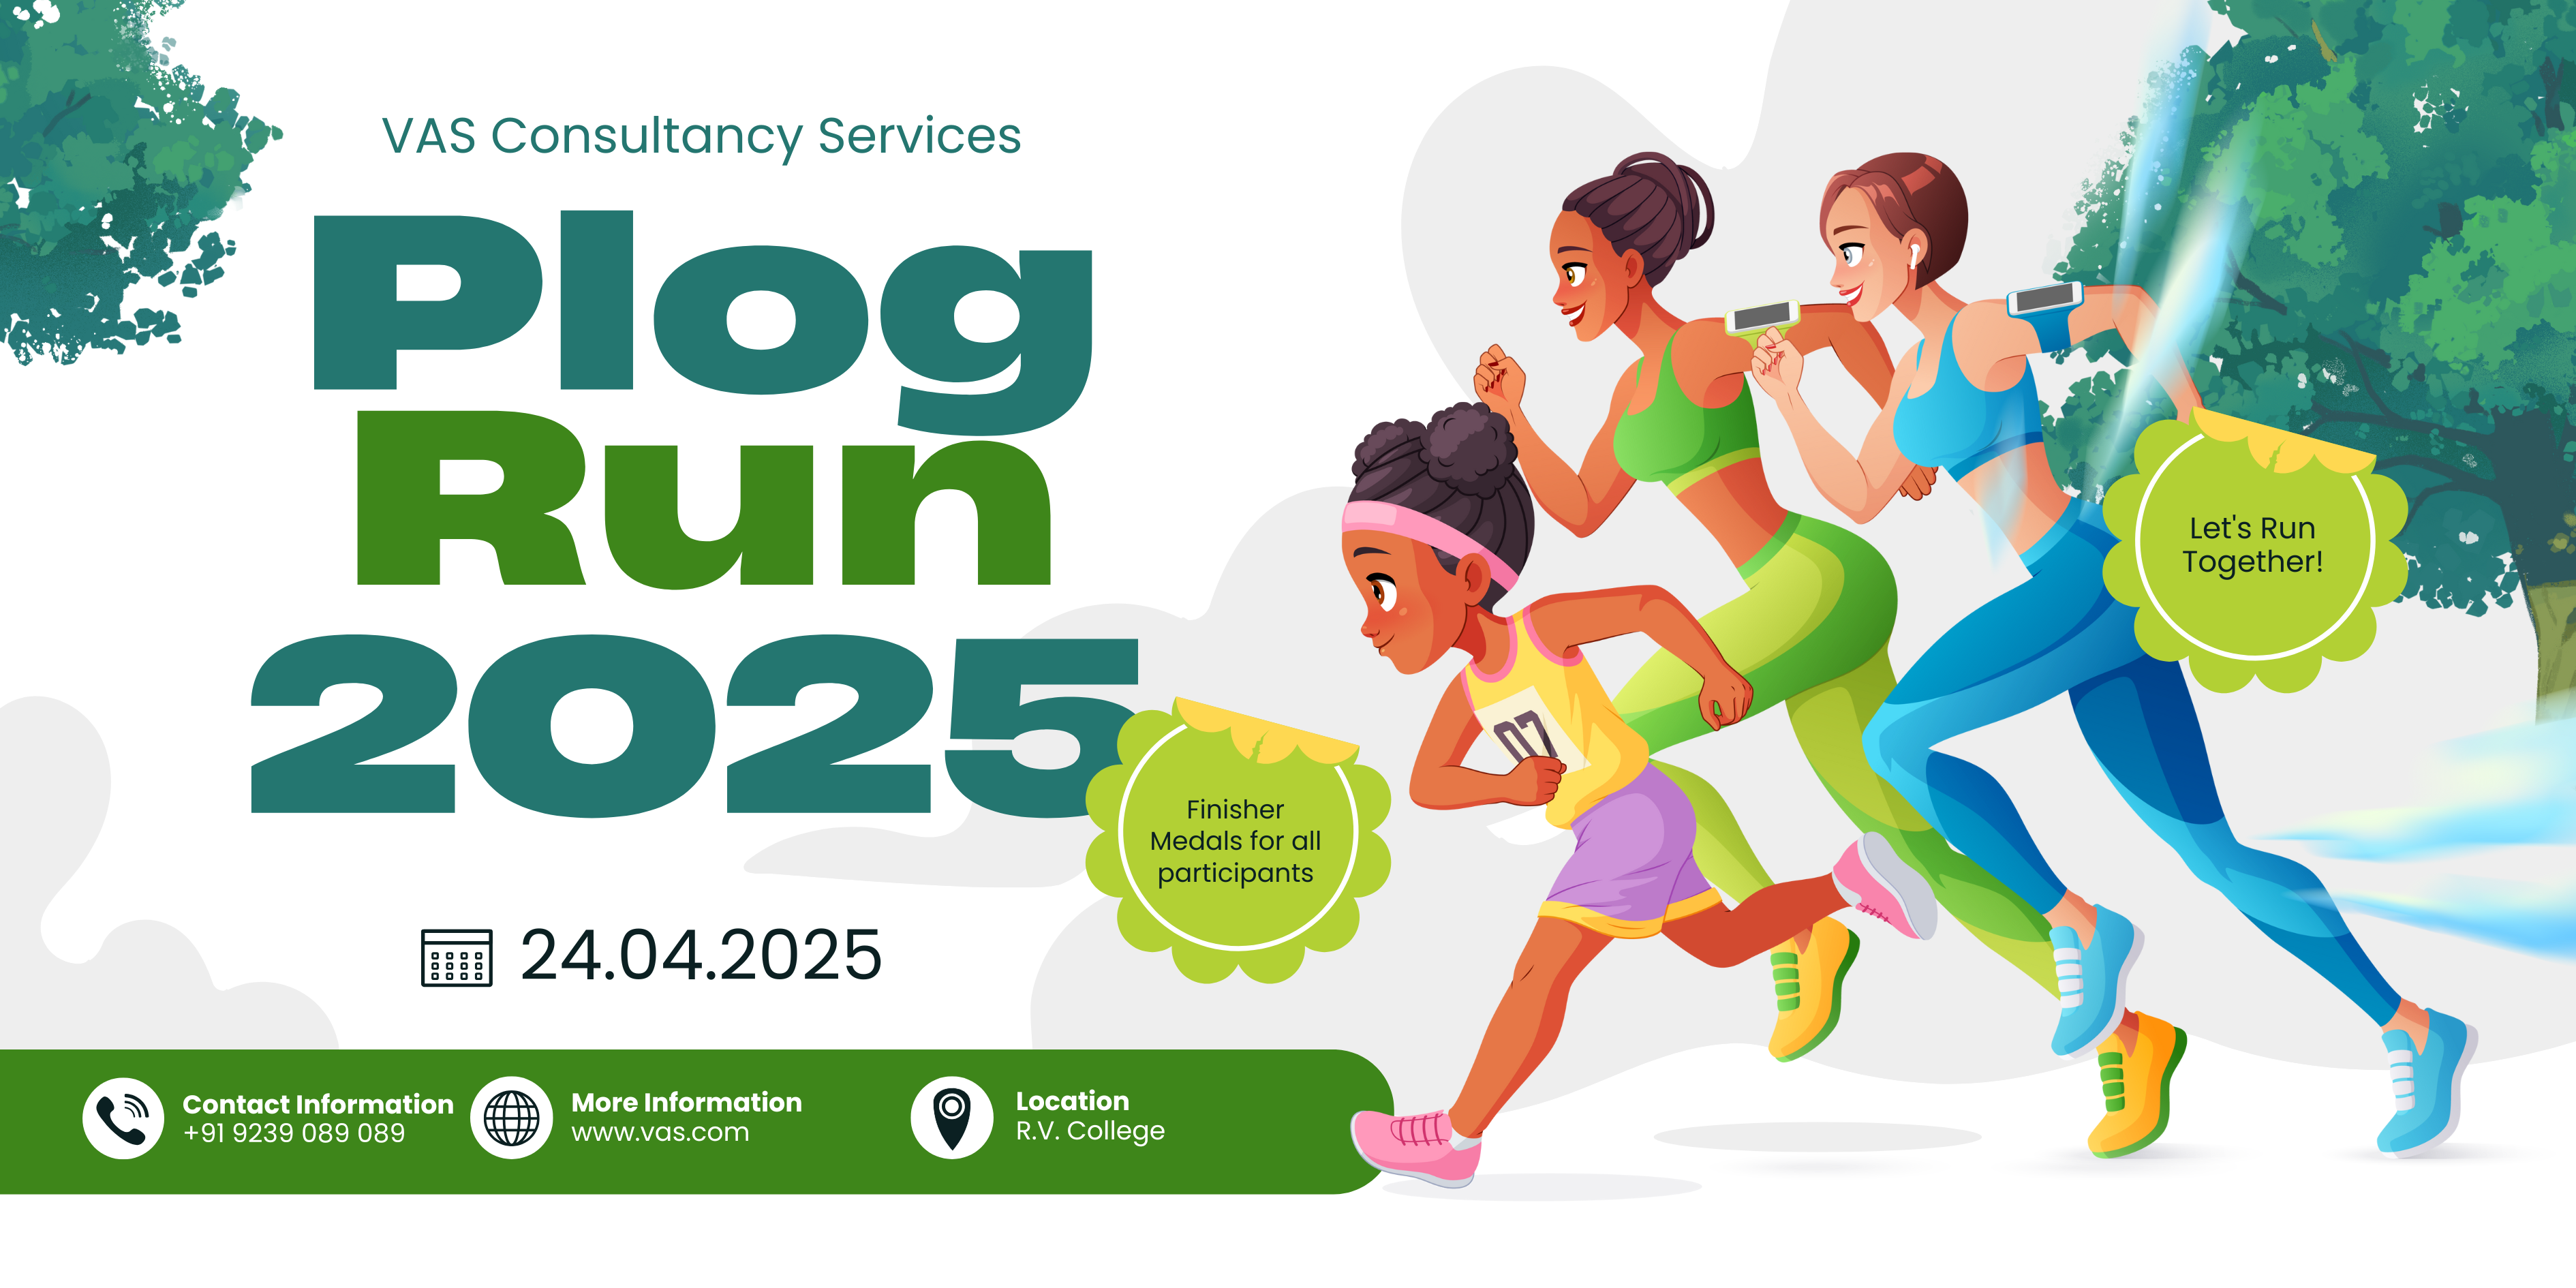 VAS Consultancy Services
Plog
Run
2025
24.04.2025
Finisher
Medals for all
participants
Let's Run
Together!
07
Contact Information
+91 9239 089 089
More Information
www.vas.com
Location
R.V. College